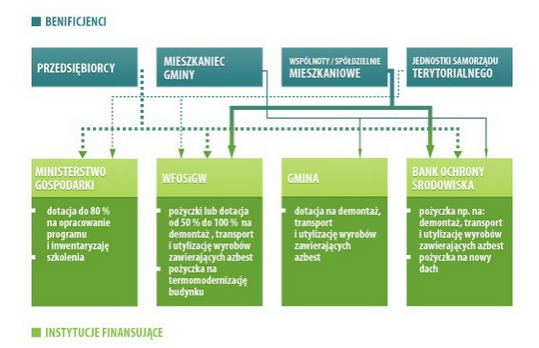 BENIFICJENCI
PRZEDSIĘBIORCY
MIESZKANIEC
GMINY
WSPÓLNOTY / SPÓŁDZIELNIE
MIESZKANIOWE
JEDNOSTKI SAMORZĄDU
TERYTORIALNEGO
MINISTERSTWO
GOSPODARKI
dotacja do 80 %
na opracowanie
programu
i inwentaryzaję
szkolenia
WFOSiGW
pożyczki lub dotacja
od 50 % do 100 % na
demontaż , transport
i utylizację wyrobów
zawierających azbest
pożyczka na
termomodernizację
budynku
GMINA
dotacja na demontaż,
transport
i utylizację wyrobów
zawierających
azbest
BANK OCHRONY
ŚRODOWISKA
pożyczka np. na:
demontaż, transport
i utylizację wyrobów
zawierających azbest
pożyczka na nowy
dach
INSTYTUCJE FINANSUJĄCE